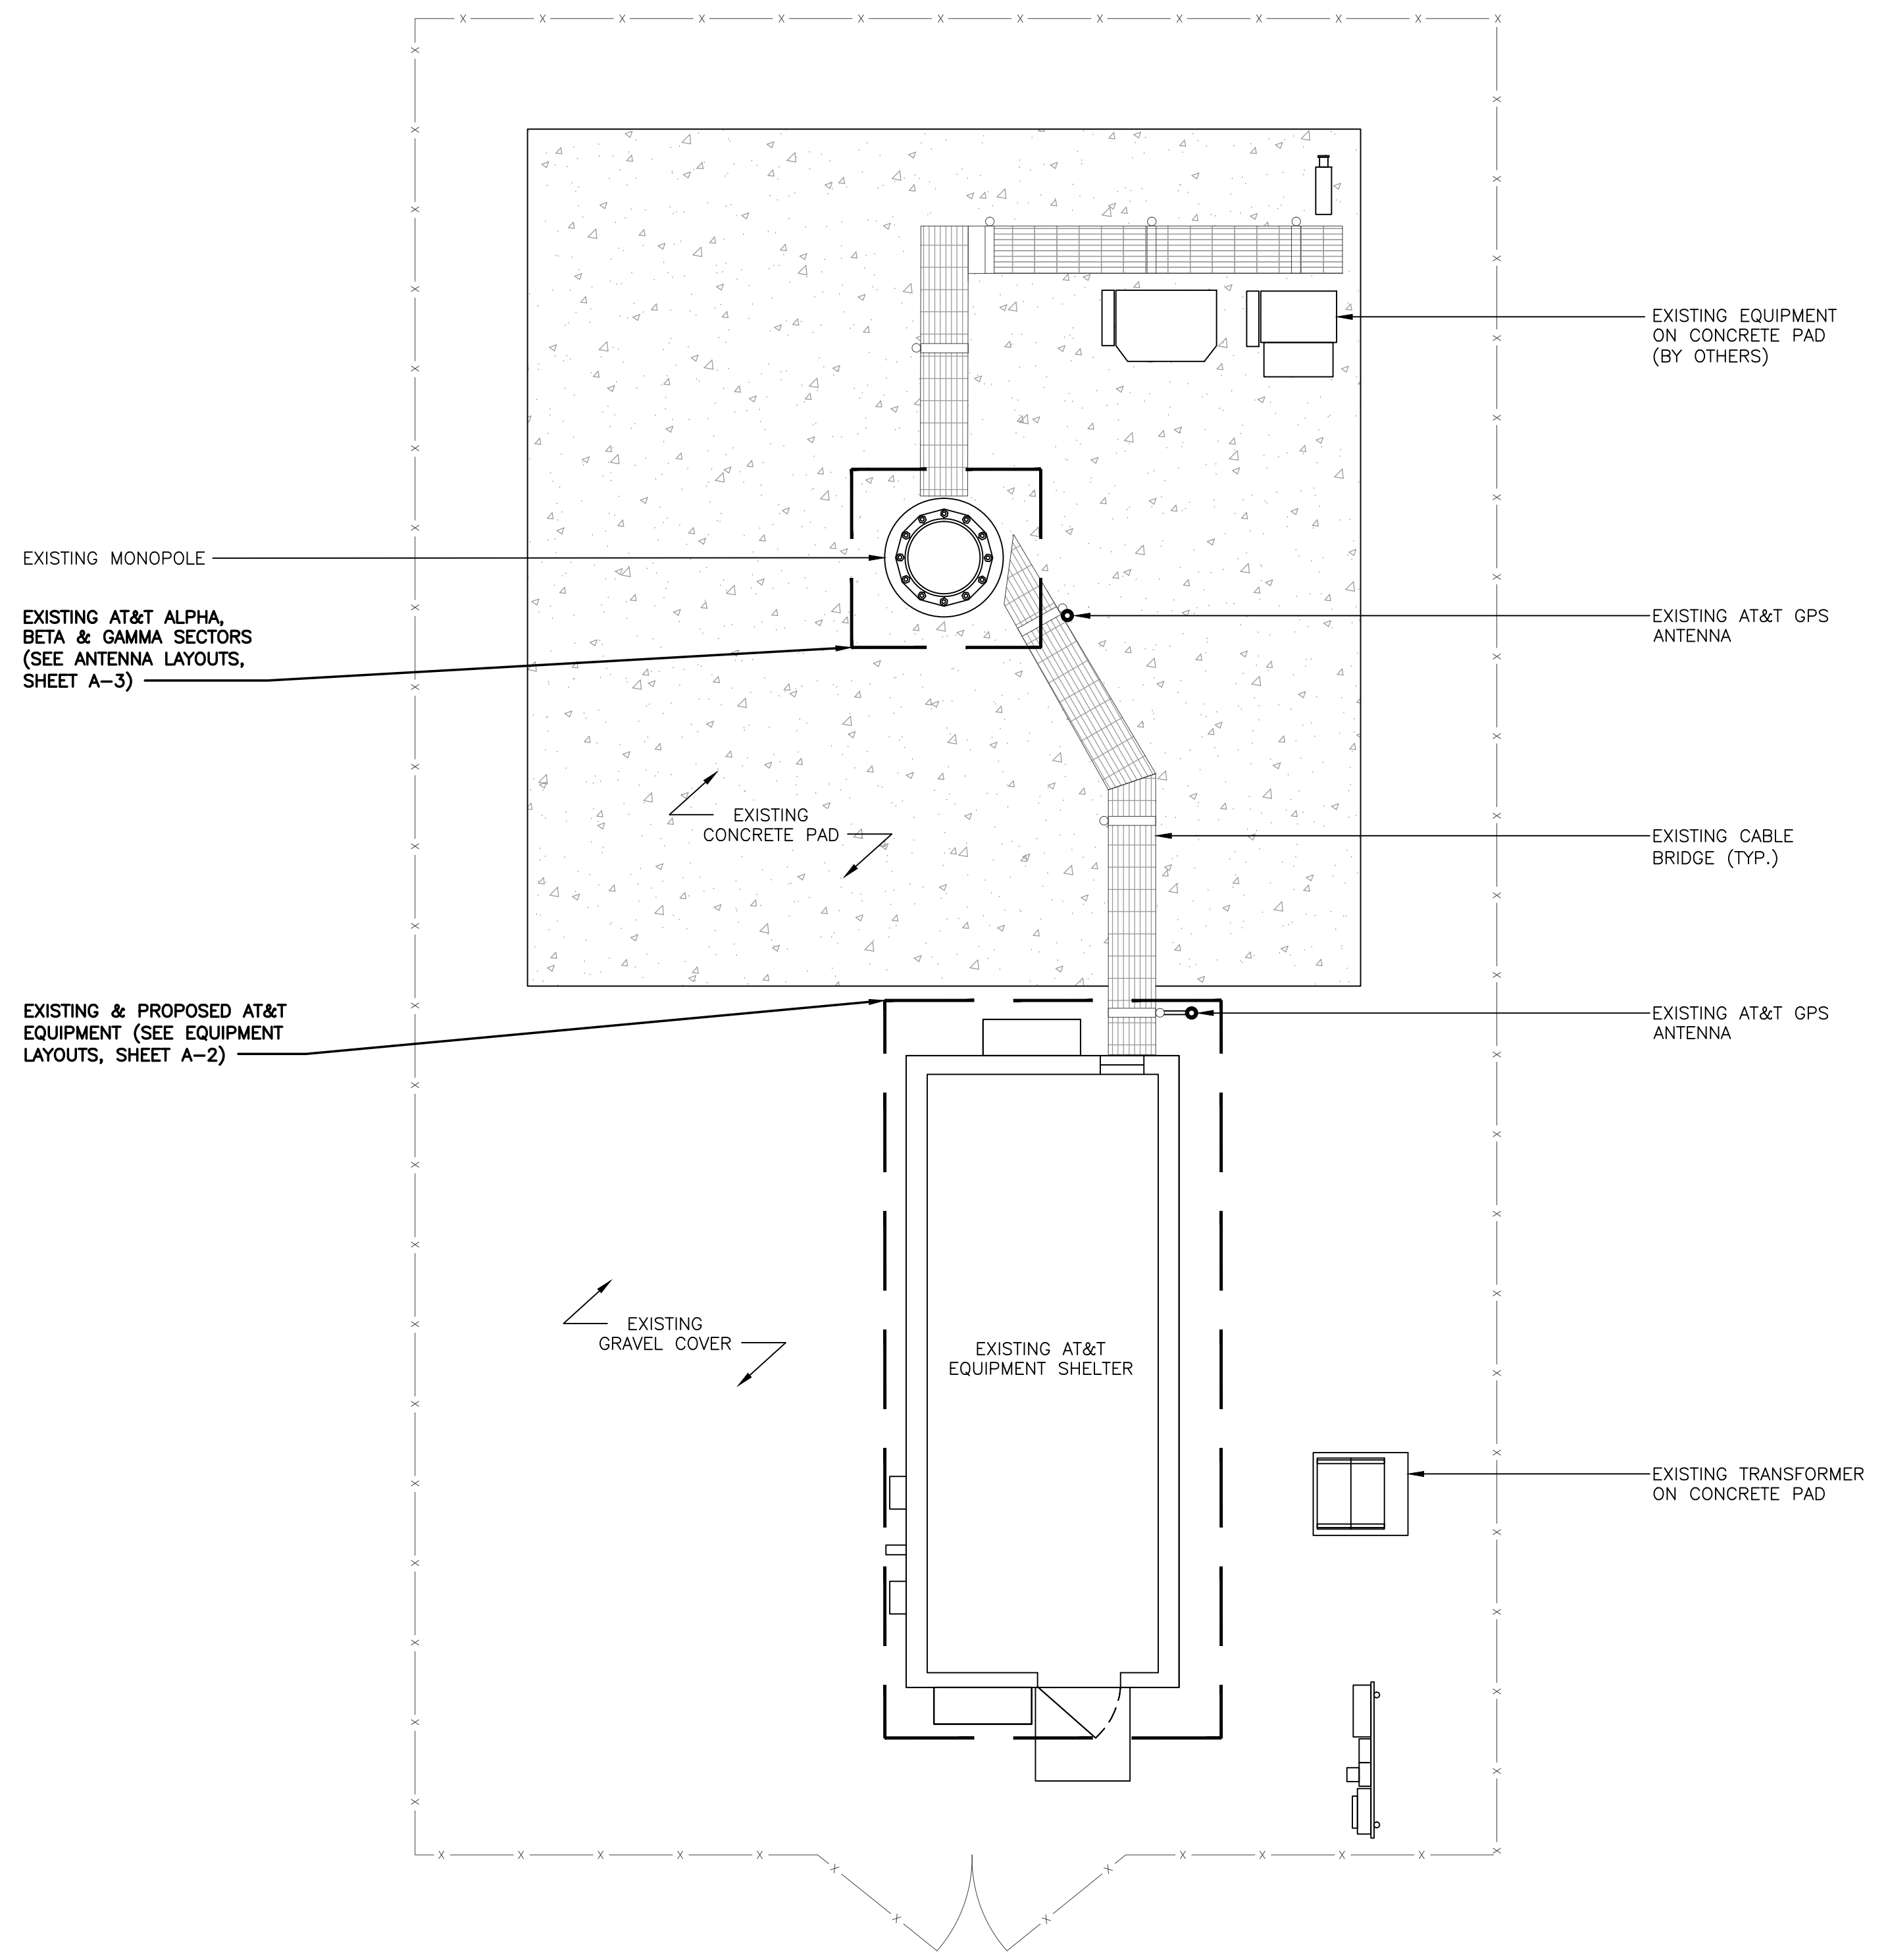 EXISTING EQUIPMENT
ON CONCRETE PAD
(BY OTHERS)
EXISTING MONOPOLE
EXISTING AT&T ALPHA,
BETA & GAMMA SECTORS
(SEE ANTENNA LAYOUTS,
SHEET A-3)
EXISTING AT&T GPS
ANTENNA
EXISTING
CONCRETE PAD
EXISTING CABLE
BRIDGE (TYP.)
EXISTING & PROPOSED AT&T
EQUIPMENT (SEE EQUIPMENT
LAYOUTS, SHEET A-2)
EXISTING AT&T GPS
ANTENNA
EXISTING
GRAVEL COVER
EXISTING AT&T
EQUIPMENT SHELTER
EXISTING TRANSFORMER
ON CONCRETE PAD